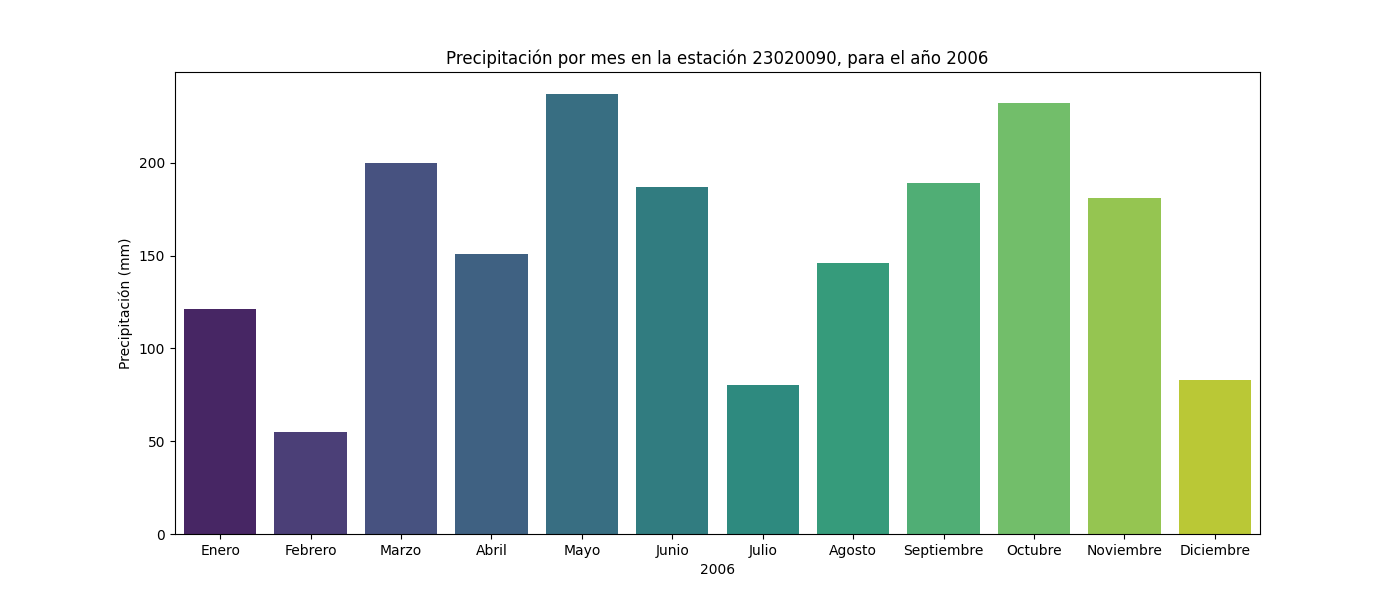 Precipitación por mes en la estación 23020090, para el año 2006
Precipitación (mm)
200
150
100
50
0
Enero Febrero Marzo Abril Mayo Junio Julio Agosto Septiembre Octubre Noviembre Diciembre
2006